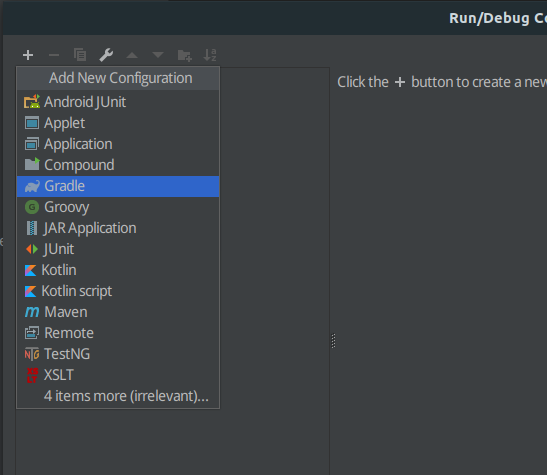 Run/Debug Co
Add New Configuration
Click the + button to create a new
Android JUnit
Applet
Application
Compound
Gradle
Groovy
JAR Application
JUnit
Kotlin
Kotlin script
Maven
Remote
TestNG
XSLT
4 items more (irrelevant)...